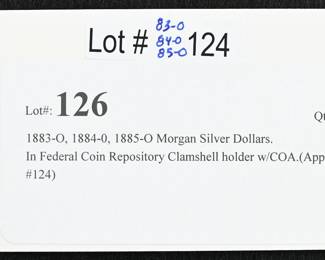 83-O
84-O
85-O
Lot # 124
Lot#: 126
1883-O, 1884-0, 1885-O Morgan Silver Dollars.
In Federal Coin Repository Clamshell holder w/COA.(App
#124)
Qt